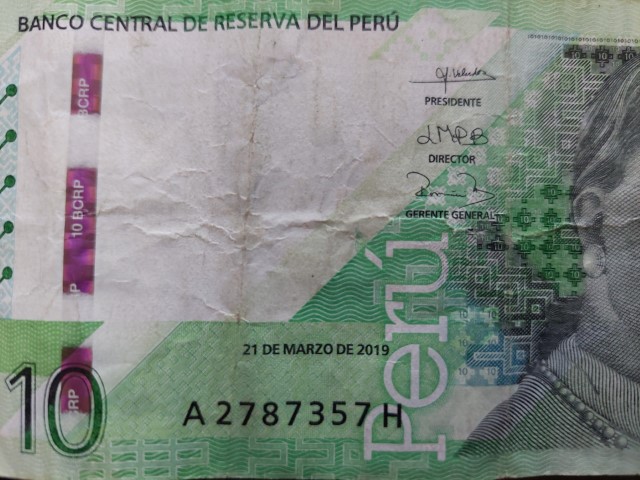 BANCO CENTRAL DE RESERVA DEL PERÚ
BCRP
PRESIDENTE
DIRECTOR
10 BCRP
GERENTE GENERAL
P
Perú
21 DE MARZO DE 2019
RP
10
A 2787357 H